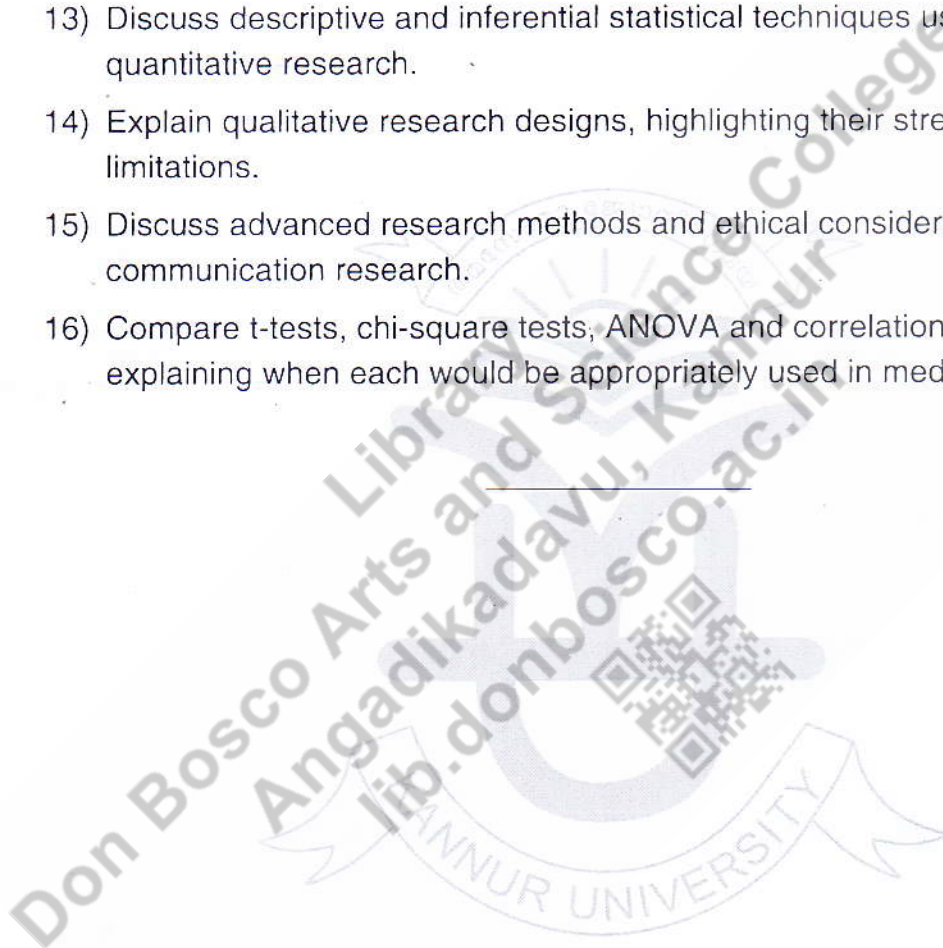 13) Discuss descriptive and inferential statistical techniques us
quantitative research.
14) Explain qualitative research designs, highlighting their stre
limitations.
15) Discuss advanced research methods and ethical consider
communication research.
16) Compare t-tests, chi-square tests, ANOVA and correlation
explaining when each would be appropriately used in med
Library
Don Bosco Arts and Science College
Angadikadavu, Kannur
lib.donbosco.ac.in
KANNUR UNIVERSITY